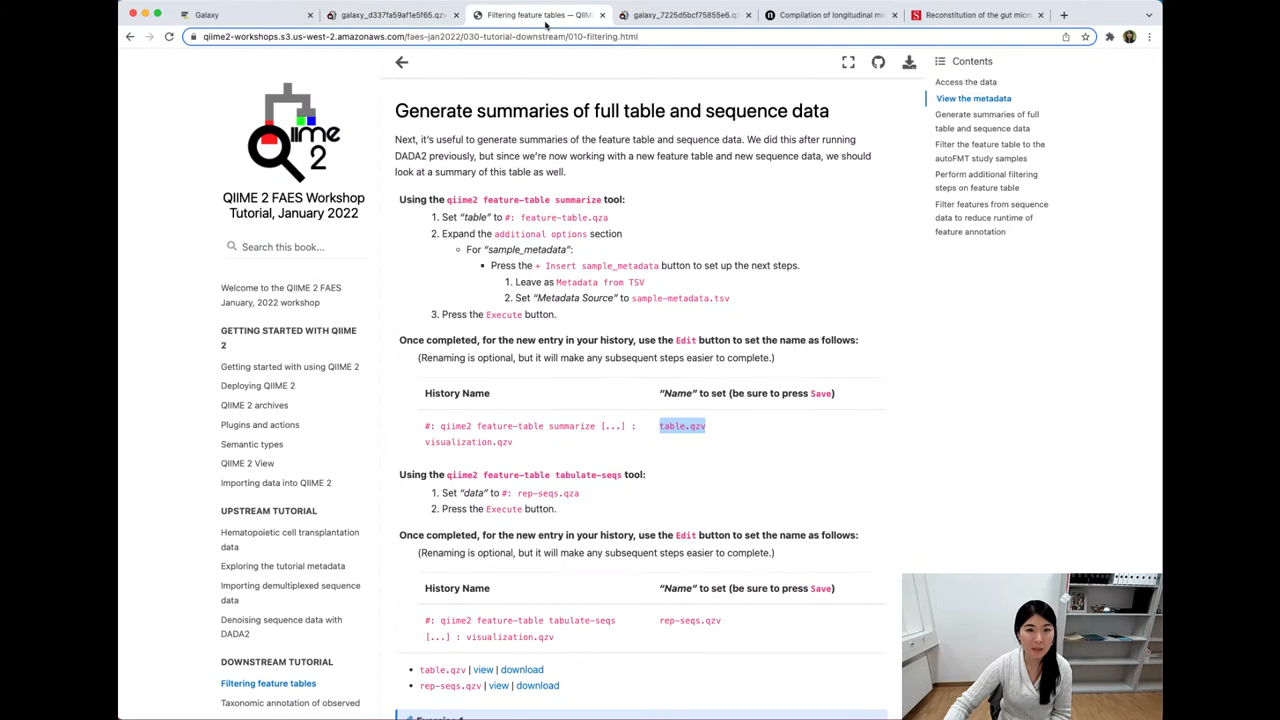 Galaxy
galaxy_d337fa59af1e5f65.qzv
Filtering feature tables — QIIM
galaxy_7225d5bcf75855e6.qzv
Compilation of longitudinal mi
Reconstitution of the gut micr
qiime2-workshops.s3.us-west-2.amazonaws.com/faes-jan2022/030-tutorial-downstream/010-filtering.html
QIIME 2
QIIME 2 FAES Workshop
Tutorial, January 2022
Search this book...
Welcome to the QIIME 2 FAES
January, 2022 workshop
GETTING STARTED WITH QIIME
2
Getting started with using QIIME 2
Deploying QIIME 2
QIIME 2 archives
Plugins and actions
Semantic types
QIIME 2 View
Importing data into QIIME 2
UPSTREAM TUTORIAL
Hematopoietic cell transplantation
data
Exploring the tutorial metadata
Importing demultiplexed sequence
data
Denoising sequence data with
DADA2
DOWNSTREAM TUTORIAL
Filtering feature tables
Taxonomic annotation of observed
Generate summaries of full table and sequence data
Next, it's useful to generate summaries of the feature table and sequence data. We did this after running
DADA2 previously, but since we're now working with a new feature table and new sequence data, we should
look at a summary of this table as well.
Using the qiime2 feature-table summarize tool:
1. Set "table" to #: feature-table.qza
2. Expand the additional options section
For "sample_metadata":
Press the + Insert sample_metadata button to set up the next steps.
1. Leave as Metadata from TSV
2. Set "Metadata Source" to sample-metadata.tsv
3. Press the Execute button.
Once completed, for the new entry in your history, use the Edit button to set the name as follows:
(Renaming is optional, but it will make any subsequent steps easier to complete.)
History Name "Name" to set (be sure to press Save)
#: qiime2 feature-table summarize [...] : table.qzv
visualization.qzv
Using the qiime2 feature-table tabulate-seqs tool:
1. Set "data" to #: rep-seqs.qza
2. Press the Execute button.
Once completed, for the new entry in your history, use the Edit button to set the name as follows:
(Renaming is optional, but it will make any subsequent steps easier to complete.)
History Name "Name" to set (be sure to press Save)
#: qiime2 feature-table tabulate-seqs rep-seqs.qzv
[...] : visualization.qzv
table.qzv | view | download
rep-seqs.qzv | view | download
Contents
Access the data
View the metadata
Generate summaries of full
table and sequence data
Filter the feature table to the
autoFMT study samples
Perform additional filtering
steps on feature table
Filter features from sequence
data to reduce runtime of
feature annotation